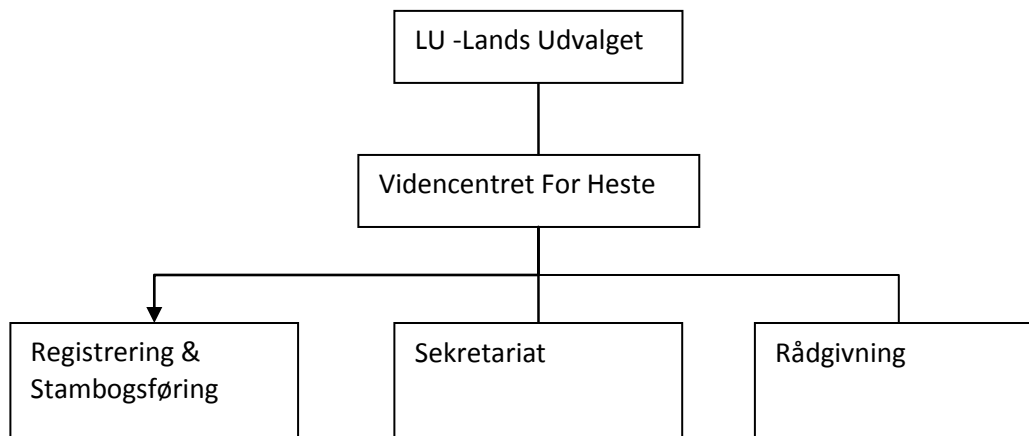 LU -Lands Udvalget
Videncentret For Heste
Registrering &
Stambogsføring
Sekretariat
Rådgivning